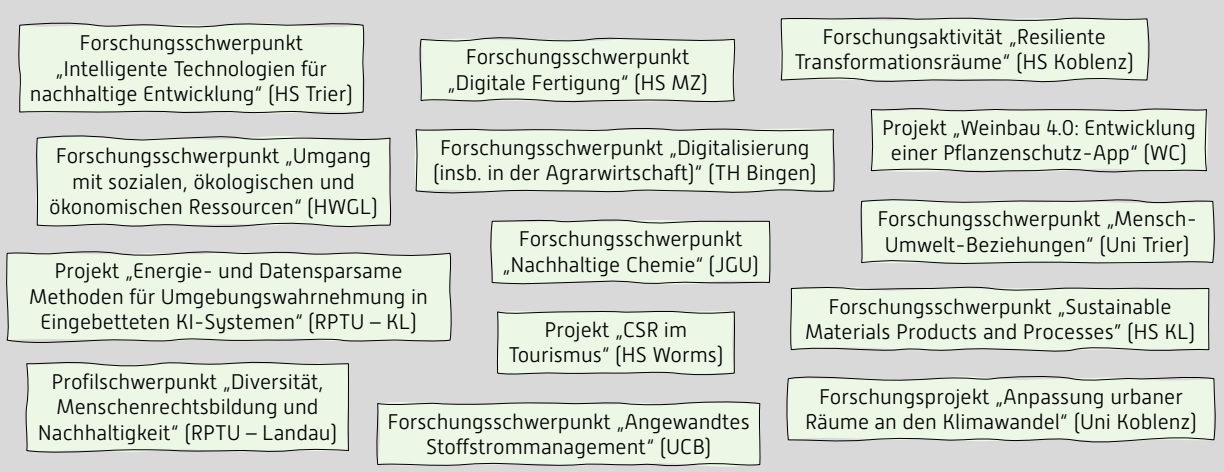 Forschungsschwerpunkt
„Intelligente Technologien für
nachhaltige Entwicklung“ (HS Trier)
Forschungsschwerpunkt „Umgang
mit sozialen, ökologischen und
ökonomischen Ressourcen“ (HWGL)
Projekt „Energie- und Datensparsame
Methoden für Umgebungswahrnehmung in
Eingebetteten KI-Systemen“ (RPTU – KL)
Profilschwerpunkt „Diversität,
Menschenrechtsbildung und
Nachhaltigkeit“ (RPTU – Landau)
Forschungsschwerpunkt
„Digitale Fertigung“ (HS MZ)
Forschungsschwerpunkt „Digitalisierung
(insb. in der Agrarwirtschaft)“ (TH Bingen)
Forschungsschwerpunkt
„Nachhaltige Chemie“ (JGU)
Projekt „CSR im
Tourismus“ (HS Worms)
Forschungsschwerpunkt „Angewandtes
Stoffstrommanagement“ (UCB)
Forschungsaktivität „Resiliente
Transformationsräume“ (HS Koblenz)
Projekt „Weinbau 4.0: Entwicklung
einer Pflanzenschutz-App“ (WC)
Forschungsschwerpunkt „Mensch-
Umwelt-Beziehungen“ (Uni Trier)
Forschungsschwerpunkt „Sustainable
Materials Products and Processes“ (HS KL)
Forschungsprojekt „Anpassung urbaner
Räume an den Klimawandel“ (Uni Koblenz)